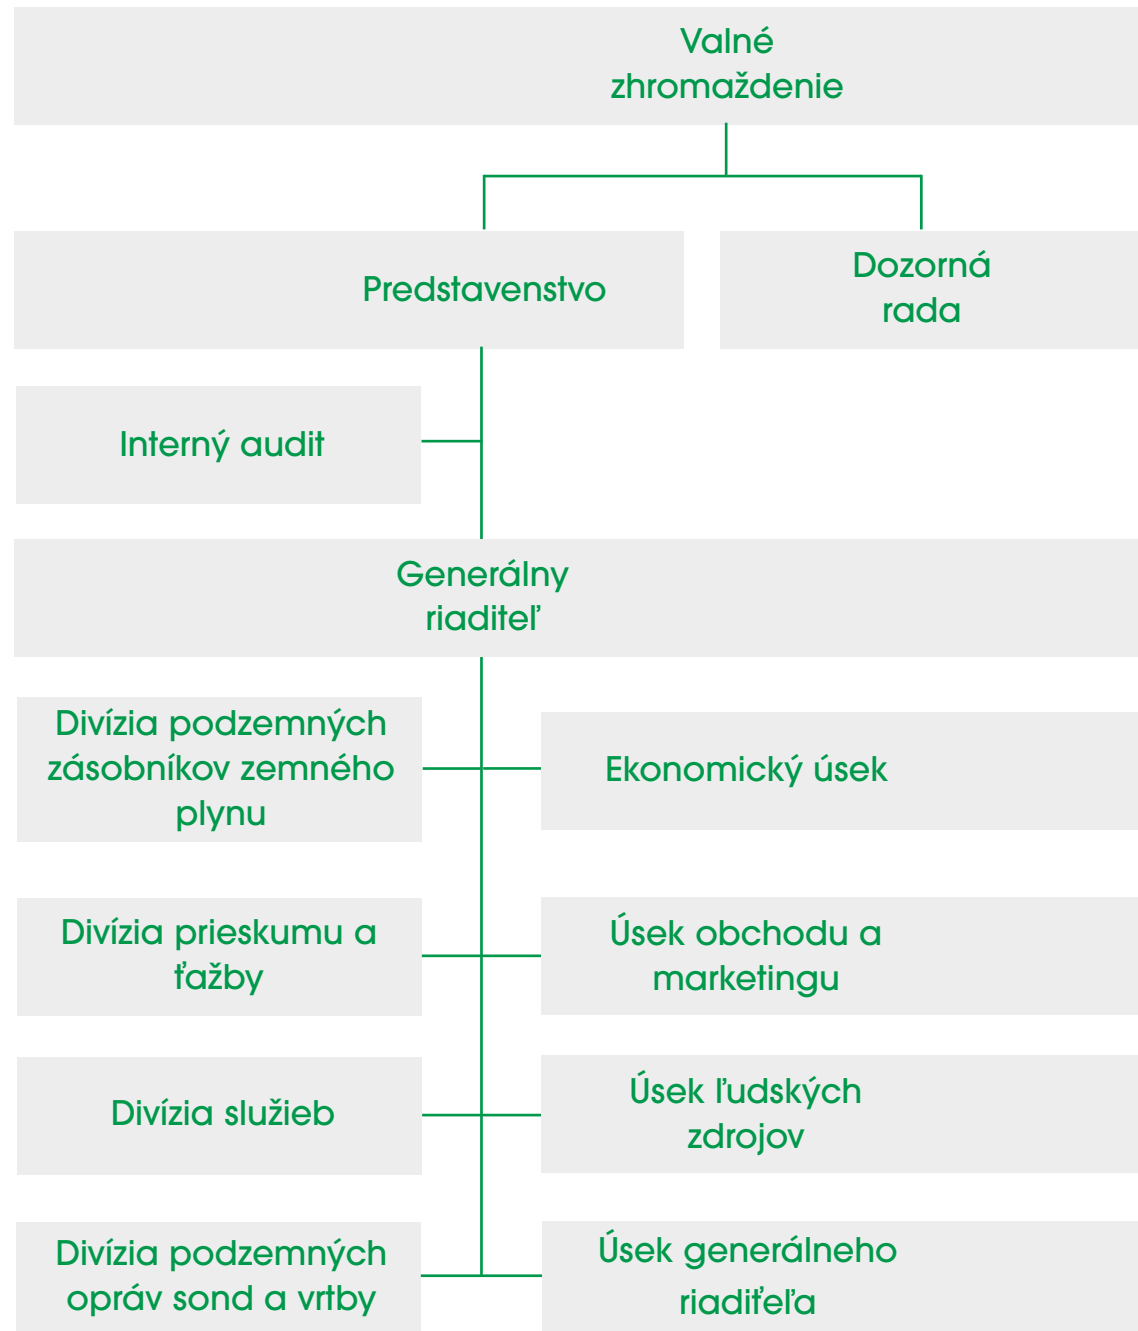 Valné
zhromaždenie
Predstavenstvo
Dozorná
rada
Interný audit
Generálny
riaditeľ
Divízia podzemných
zásobníkov zemného
plynu
Ekonomický úsek
Divízia prieskumu a
ťažby
Úsek obchodu a
marketingu
Divízia služieb
Úsek ľudských
zdrojov
Divízia podzemných
opráv sond a vrtby
Úsek generálneho
riadiťeľa